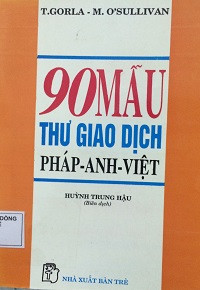 T.GORLA - M. O'SULLIVAN
90 MẪU
THƯ GIAO DỊCH
PHÁP-ANH-VIỆT
HUỲNH TRUNG HẬU
(Biên dịch)
ĐÔNG
NHÀ XUẤT BẢN TRẺ